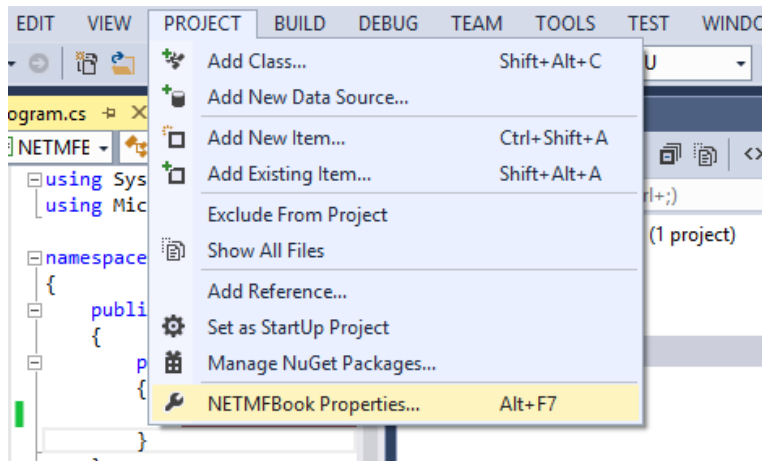 EDIT VIEW PROJECT BUILD DEBUG TEAM TOOLS TEST WINDO
Add Class... Shift+Alt+C
U
Add New Data Source...
ogram.cs
Add New Item... Ctrl+Shift+A
NETMFE
Add Existing Item... Shift+Alt+A
using Sys
rl+;)
using Mic
Exclude From Project
(1 project)
Show All Files
namespace
{
Add Reference...
publi
Set as StartUp Project
{
Manage NuGet Packages...
p
{
NETMFBook Properties... Alt+F7
}